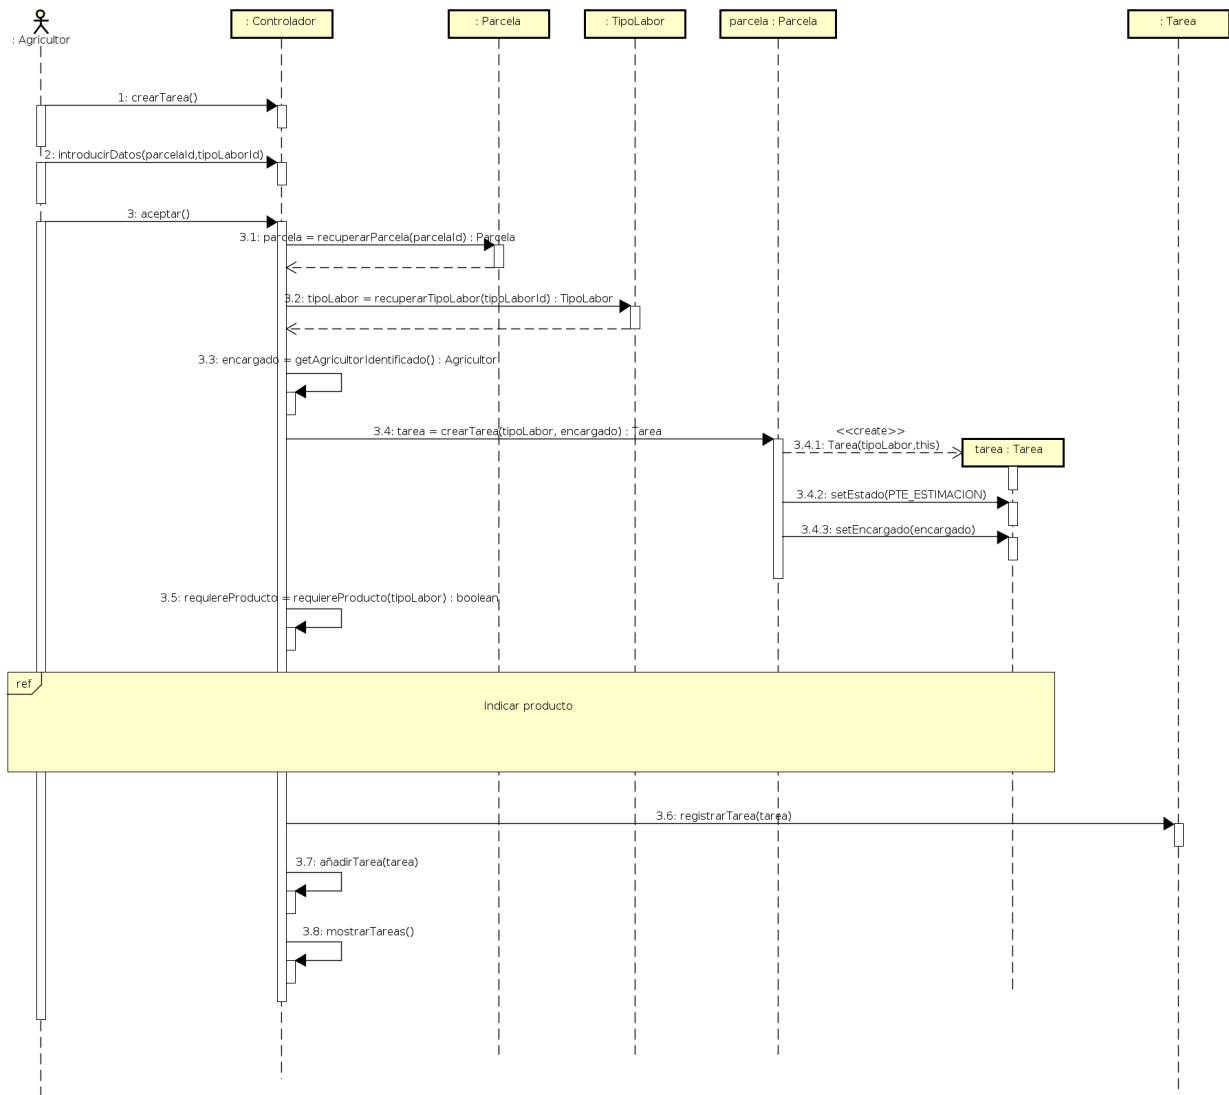 : Agricultor
: Controlador
: Parcela
: TipoLabor
parcela : Parcela
: Tarea
1: crearTarea()
2: introducirDatos(parcelaId,tipoLaborId)
3: aceptar()
3.1: parcela = recuperarParcela(parcelaId) : Parcela
3.2: tipoLabor = recuperarTipoLabor(tipoLaborId) : TipoLabor
3.3: encargado = getAgricultorIdentificado() : Agricultor
3.4: tarea = crearTarea(tipoLabor, encargado) : Tarea
<<create>>
3.4.1: Tarea(tipoLabor,this)
tarea : Tarea
3.4.2: setEstado(PTE_ESTIMACION)
3.4.3: setEncargado(encargado)
3.5: requiereProducto = requiereProducto(tipoLabor) : boolean
ref
Indicar producto
3.6: registrarTarea(tarea)
3.7: añadirTarea(tarea)
3.8: mostrarTareas()